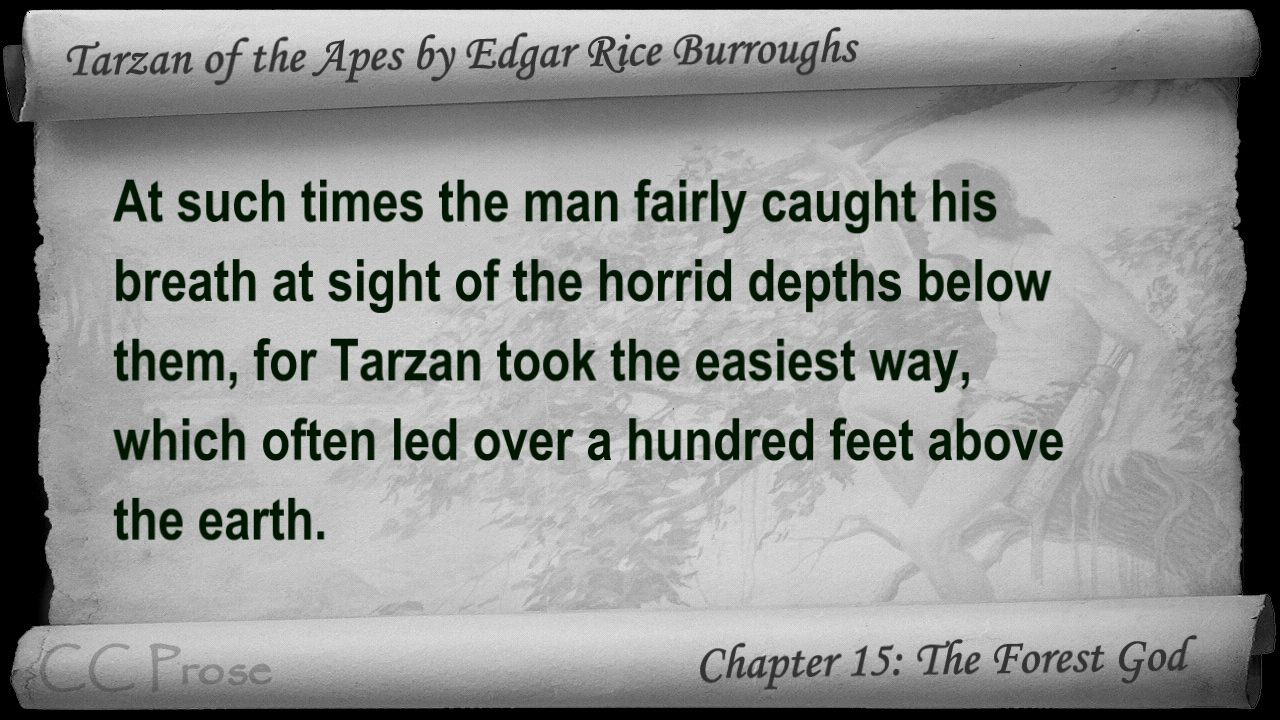 Tarzan of the Apes by Edgar Rice Burroughs
At such times the man fairly caught his
breath at sight of the horrid depths below
them, for Tarzan took the easiest way,
which often led over a hundred feet above
the earth.
CC Prose
Chapter 15: The Forest God